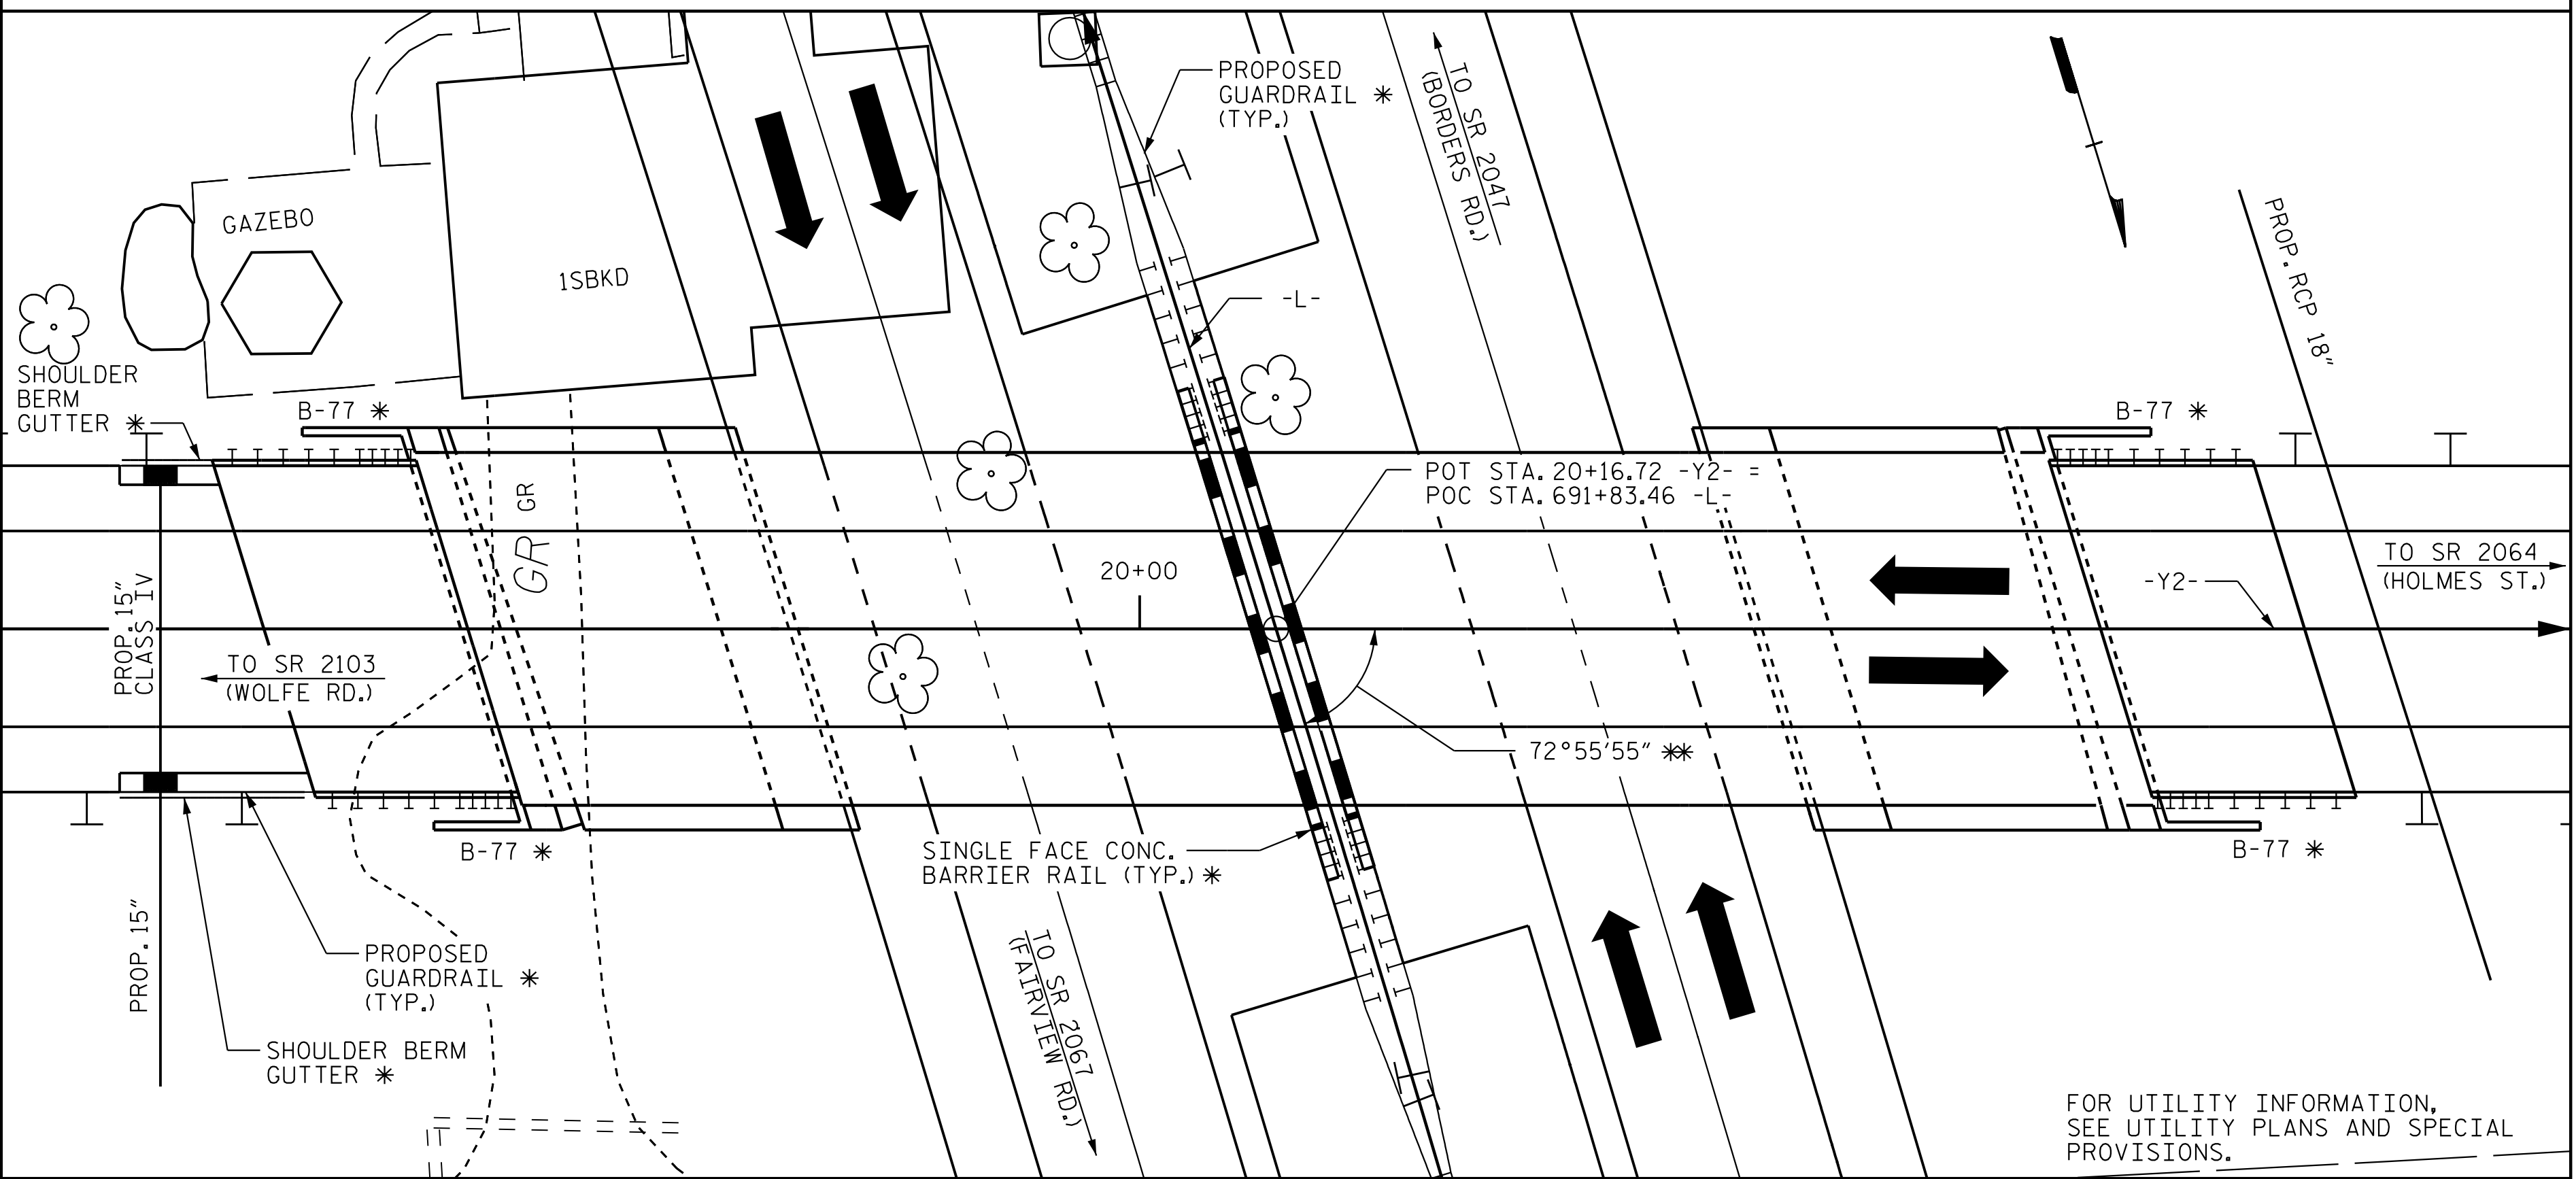 PROPOSED
GUARDRAIL *
(TYP.)
TO SR 2047
(BORDERS RD.)
PROP. RCP 18"
GAZEBO
1SBKD
-L-
SHOULDER
BERM
GUTTER *
B-77 *
B-77 *
POT STA. 20+16.72 -Y2- =
POC STA. 691+83.46 -L-
GR
GR
20+00
TO SR 2064
(HOLMES ST.)
-Y2-
PROP. 15"
CLASS IV
TO SR 2103
(WOLFE RD.)
72°55'55" **
B-77 *
SINGLE FACE CONC.
BARRIER RAIL (TYP.) *
B-77 *
PROP. 15"
PROPOSED
GUARDRAIL *
(TYP.)
TO SR 2067
(FAIRVIEW RD.)
SHOULDER BERM
GUTTER *
FOR UTILITY INFORMATION,
SEE UTILITY PLANS AND SPECIAL
PROVISIONS.